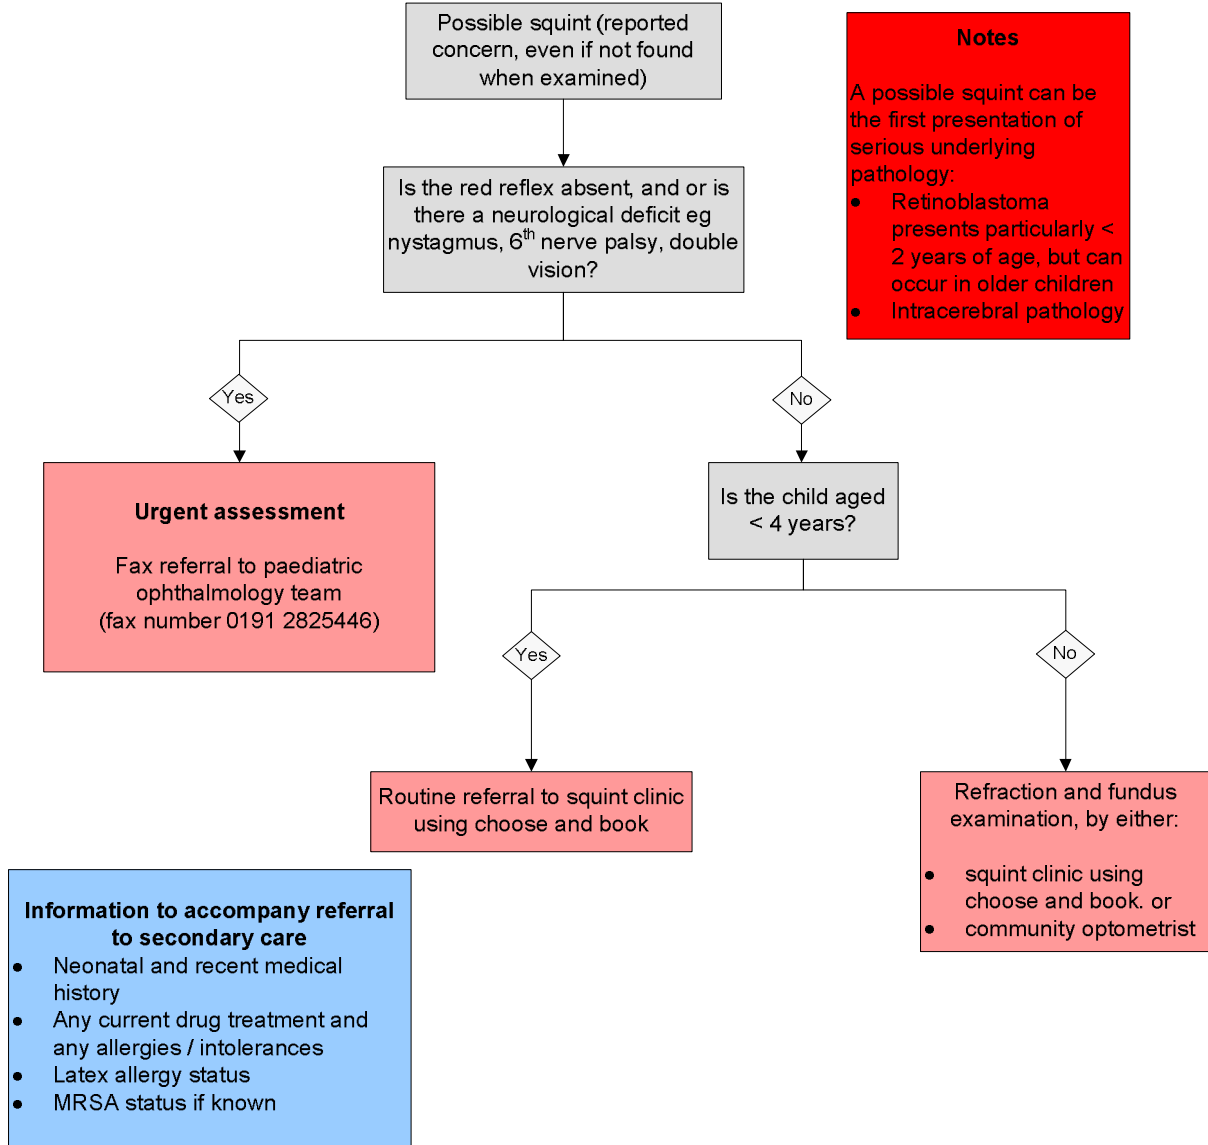 Possible squint (reported
concern, even if not found
when examined)
Notes
A possible squint can be
the first presentation of
serious underlying
pathology:
● Retinoblastoma
presents particularly <
2 years of age, but can
occur in older children
● Intracerebral pathology
Is the red reflex absent, and or is
there a neurological deficit eg
nystagmus, 6th nerve palsy, double
vision?
Yes
No
Urgent assessment
Fax referral to paediatric
ophthalmology team
(fax number 0191 2825446)
Is the child aged
< 4 years?
Yes
No
Routine referral to squint clinic
using choose and book
Refraction and fundus
examination, by either:
● squint clinic using
choose and book. or
● community optometrist
Information to accompany referral
to secondary care
● Neonatal and recent medical
history
● Any current drug treatment and
any allergies / intolerances
● Latex allergy status
● MRSA status if known